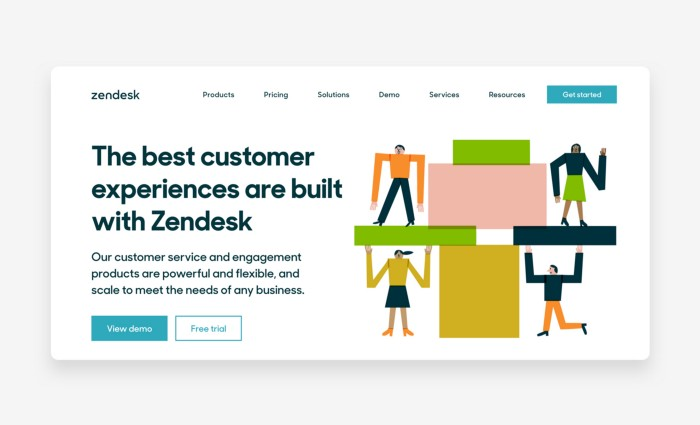 zendesk
Products Pricing Solutions Demo Services Resources Get started
The best customer
experiences are built
with Zendesk
Our customer service and engagement
products are powerful and flexible, and
scale to meet the needs of any business.
View demo Free trial